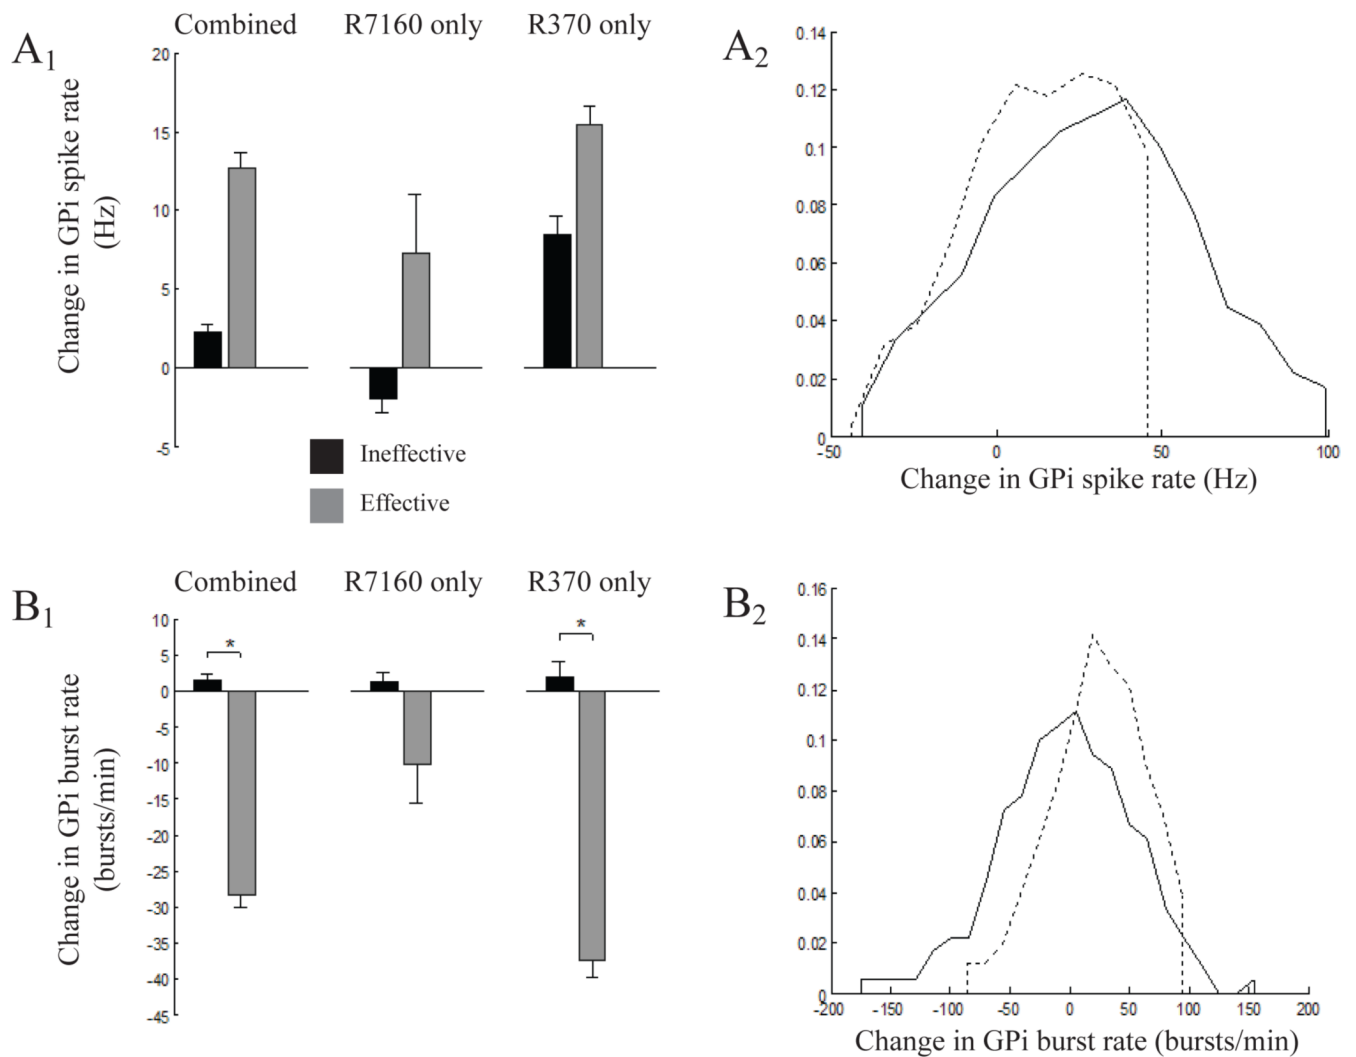 A1
Combined
R7160 only
R370 only
Change in GPi spike rate
(Hz)
20
15
10
5
0
-5
Ineffective
Effective
A2
0.14
0.12
0.1
0.08
0.06
0.04
0.02
0
-50
0
50
100
Change in GPi spike rate (Hz)
B1
Combined
R7160 only
R370 only
Change in GPi burst rate
(bursts/min)
10
5
0
-5
-10
-15
-20
-25
-30
-35
-40
-45
*
*
B2
0.16
0.14
0.12
0.1
0.08
0.06
0.04
0.02
0
-200
-150
-100
-50
0
50
100
150
200
Change in GPi burst rate (bursts/min)